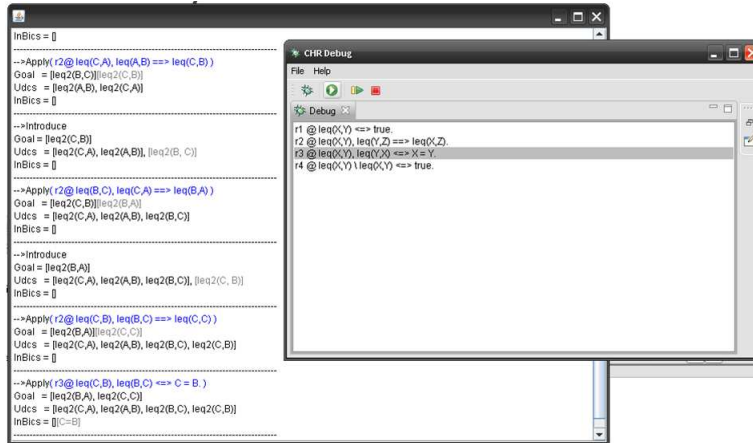 InBics = []
-->Apply( r2@ leq(C,A), leq(A,B) ==> leq(C,B) )
Goal = [leq2(B,C)][leq2(C,B)]
Udcs = [leq2(A,B), leq2(C,A)]
InBics = []
-->Introduce
Goal = [leq2(C,B)]
Udcs = [leq2(C,A), leq2(A,B)], [leq2(B, C)]
InBics = []
-->Apply( r2@ leq(B,C), leq(C,A) ==> leq(B,A) )
Goal = [leq2(C,B)][leq2(B,A)]
Udcs = [leq2(C,A), leq2(A,B), leq2(B,C)]
InBics = []
-->Introduce
Goal = [leq2(B,A)]
Udcs = [leq2(C,A), leq2(A,B), leq2(B,C)], [leq2(C, B)]
InBics = []
-->Apply( r2@ leq(C,B), leq(B,C) ==> leq(C,C) )
Goal = [leq2(B,A)][leq2(C,C)]
Udcs = [leq2(C,A), leq2(A,B), leq2(B,C), leq2(C,B)]
InBics = []
-->Apply( r3@ leq(C,B), leq(B,C) <=> C = B. )
Goal = [leq2(B,A), leq2(C,C)]
Udcs = [leq2(C,A), leq2(A,B), leq2(B,C), leq2(C,B)]
InBics = [][C=B]
CHR Debug
File Help
Debug
r1 @ leq(X,Y) <=> true.
r2 @ leq(X,Y), leq(Y,Z) ==> leq(X,Z).
r3 @ leq(X,Y), leq(Y,X) <=> X = Y.
r4 @ leq(X,Y) \ leq(X,Y) <=> true.